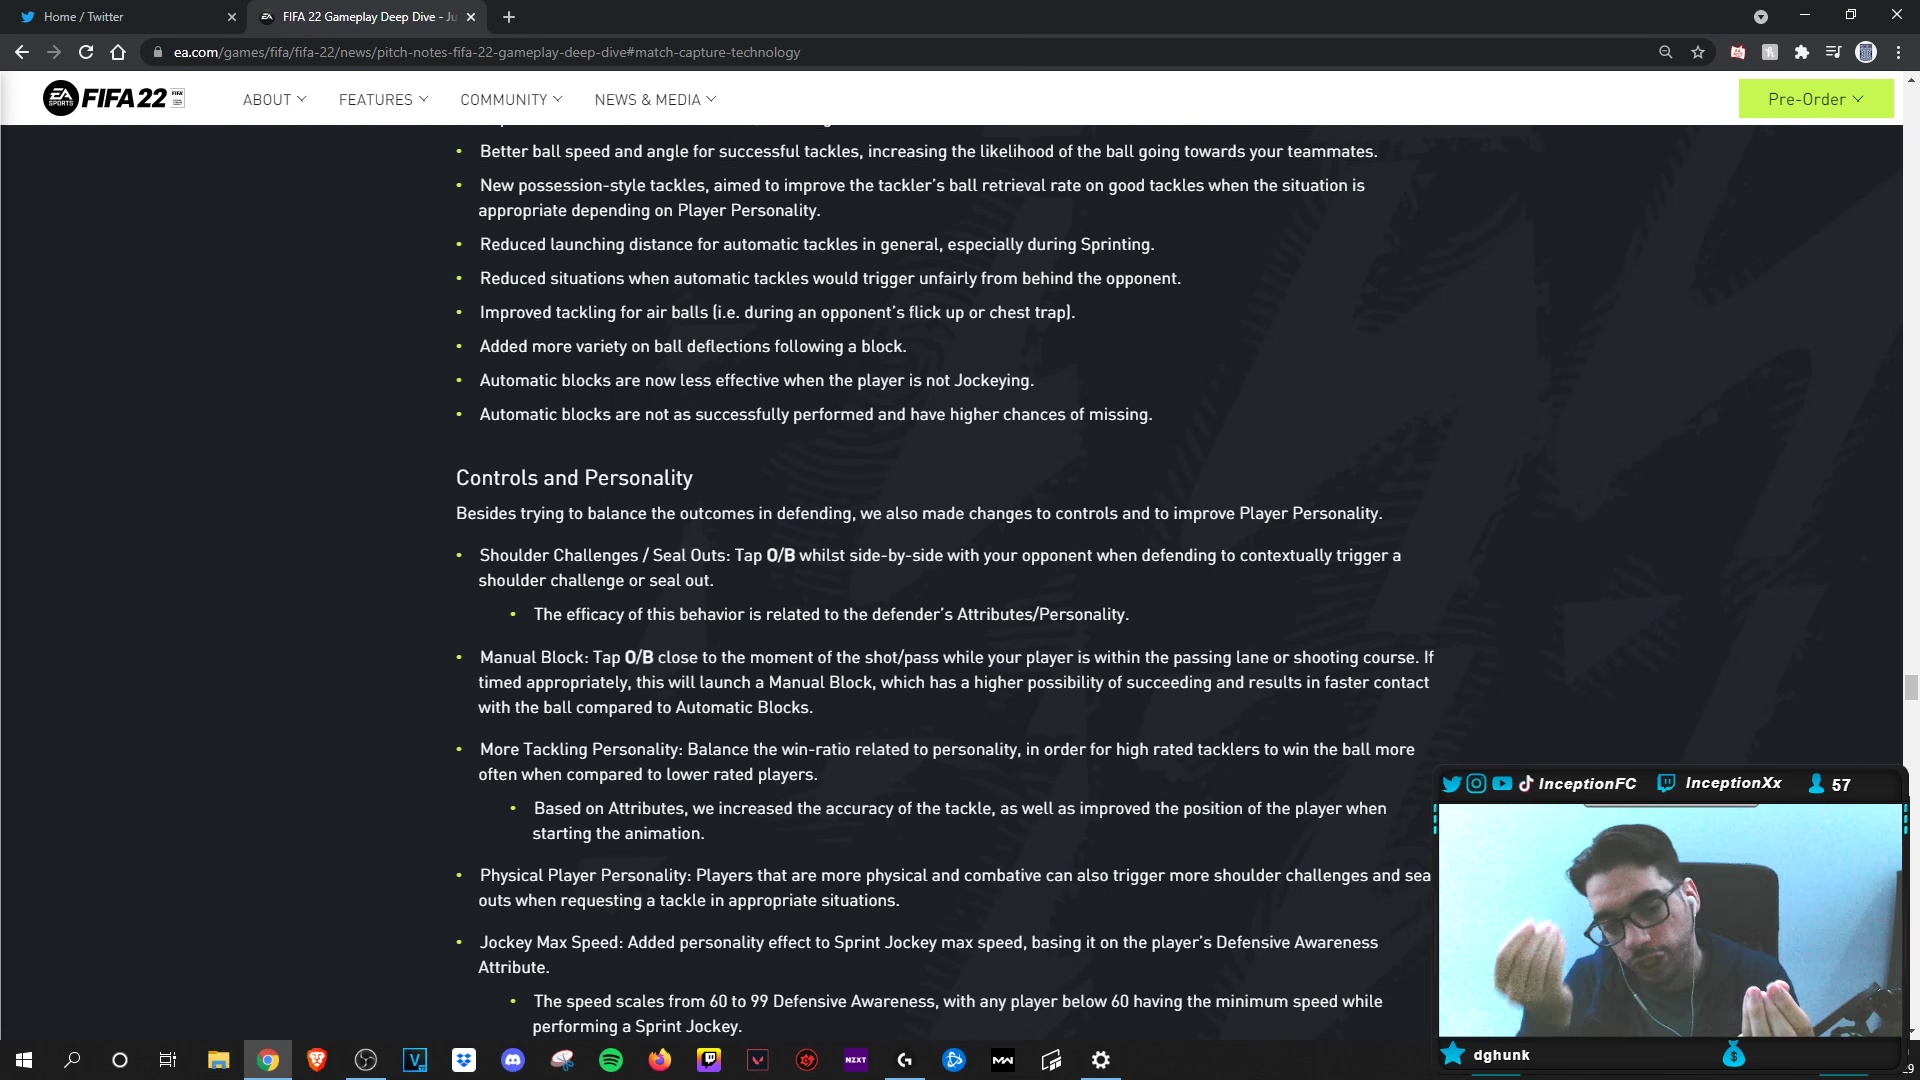 Home / Twitter
FIFA 22 Gameplay Deep Dive - Ju
ea.com/games/fifa/fifa-22/news/pitch-notes-fifa-22-gameplay-deep-dive#match-capture-technology
EA SPORTS FIFA 22
ABOUT
FEATURES
COMMUNITY
NEWS & MEDIA
Pre-Order
• Better ball speed and angle for successful tackles, increasing the likelihood of the ball going towards your teammates.
• New possession-style tackles, aimed to improve the tackler's ball retrieval rate on good tackles when the situation is
appropriate depending on Player Personality.
• Reduced launching distance for automatic tackles in general, especially during Sprinting.
• Reduced situations when automatic tackles would trigger unfairly from behind the opponent.
• Improved tackling for air balls (i.e. during an opponent's flick up or chest trap).
• Added more variety on ball deflections following a block.
• Automatic blocks are now less effective when the player is not Jockeying.
• Automatic blocks are not as successfully performed and have higher chances of missing.
Controls and Personality
Besides trying to balance the outcomes in defending, we also made changes to controls and to improve Player Personality.
• Shoulder Challenges / Seal Outs: Tap O/B whilst side-by-side with your opponent when defending to contextually trigger a
shoulder challenge or seal out.
• The efficacy of this behavior is related to the defender's Attributes/Personality.
• Manual Block: Tap O/B close to the moment of the shot/pass while your player is within the passing lane or shooting course. If
timed appropriately, this will launch a Manual Block, which has a higher possibility of succeeding and results in faster contact
with the ball compared to Automatic Blocks.
• More Tackling Personality: Balance the win-ratio related to personality, in order for high rated tacklers to win the ball more
often when compared to lower rated players.
• Based on Attributes, we increased the accuracy of the tackle, as well as improved the position of the player when
starting the animation.
• Physical Player Personality: Players that are more physical and combative can also trigger more shoulder challenges and sea
outs when requesting a tackle in appropriate situations.
• Jockey Max Speed: Added personality effect to Sprint Jockey max speed, basing it on the player's Defensive Awareness
Attribute.
• The speed scales from 60 to 99 Defensive Awareness, with any player below 60 having the minimum speed while
performing a Sprint Jockey.
InceptionFC
InceptionXx
57
dghunk
NZXT